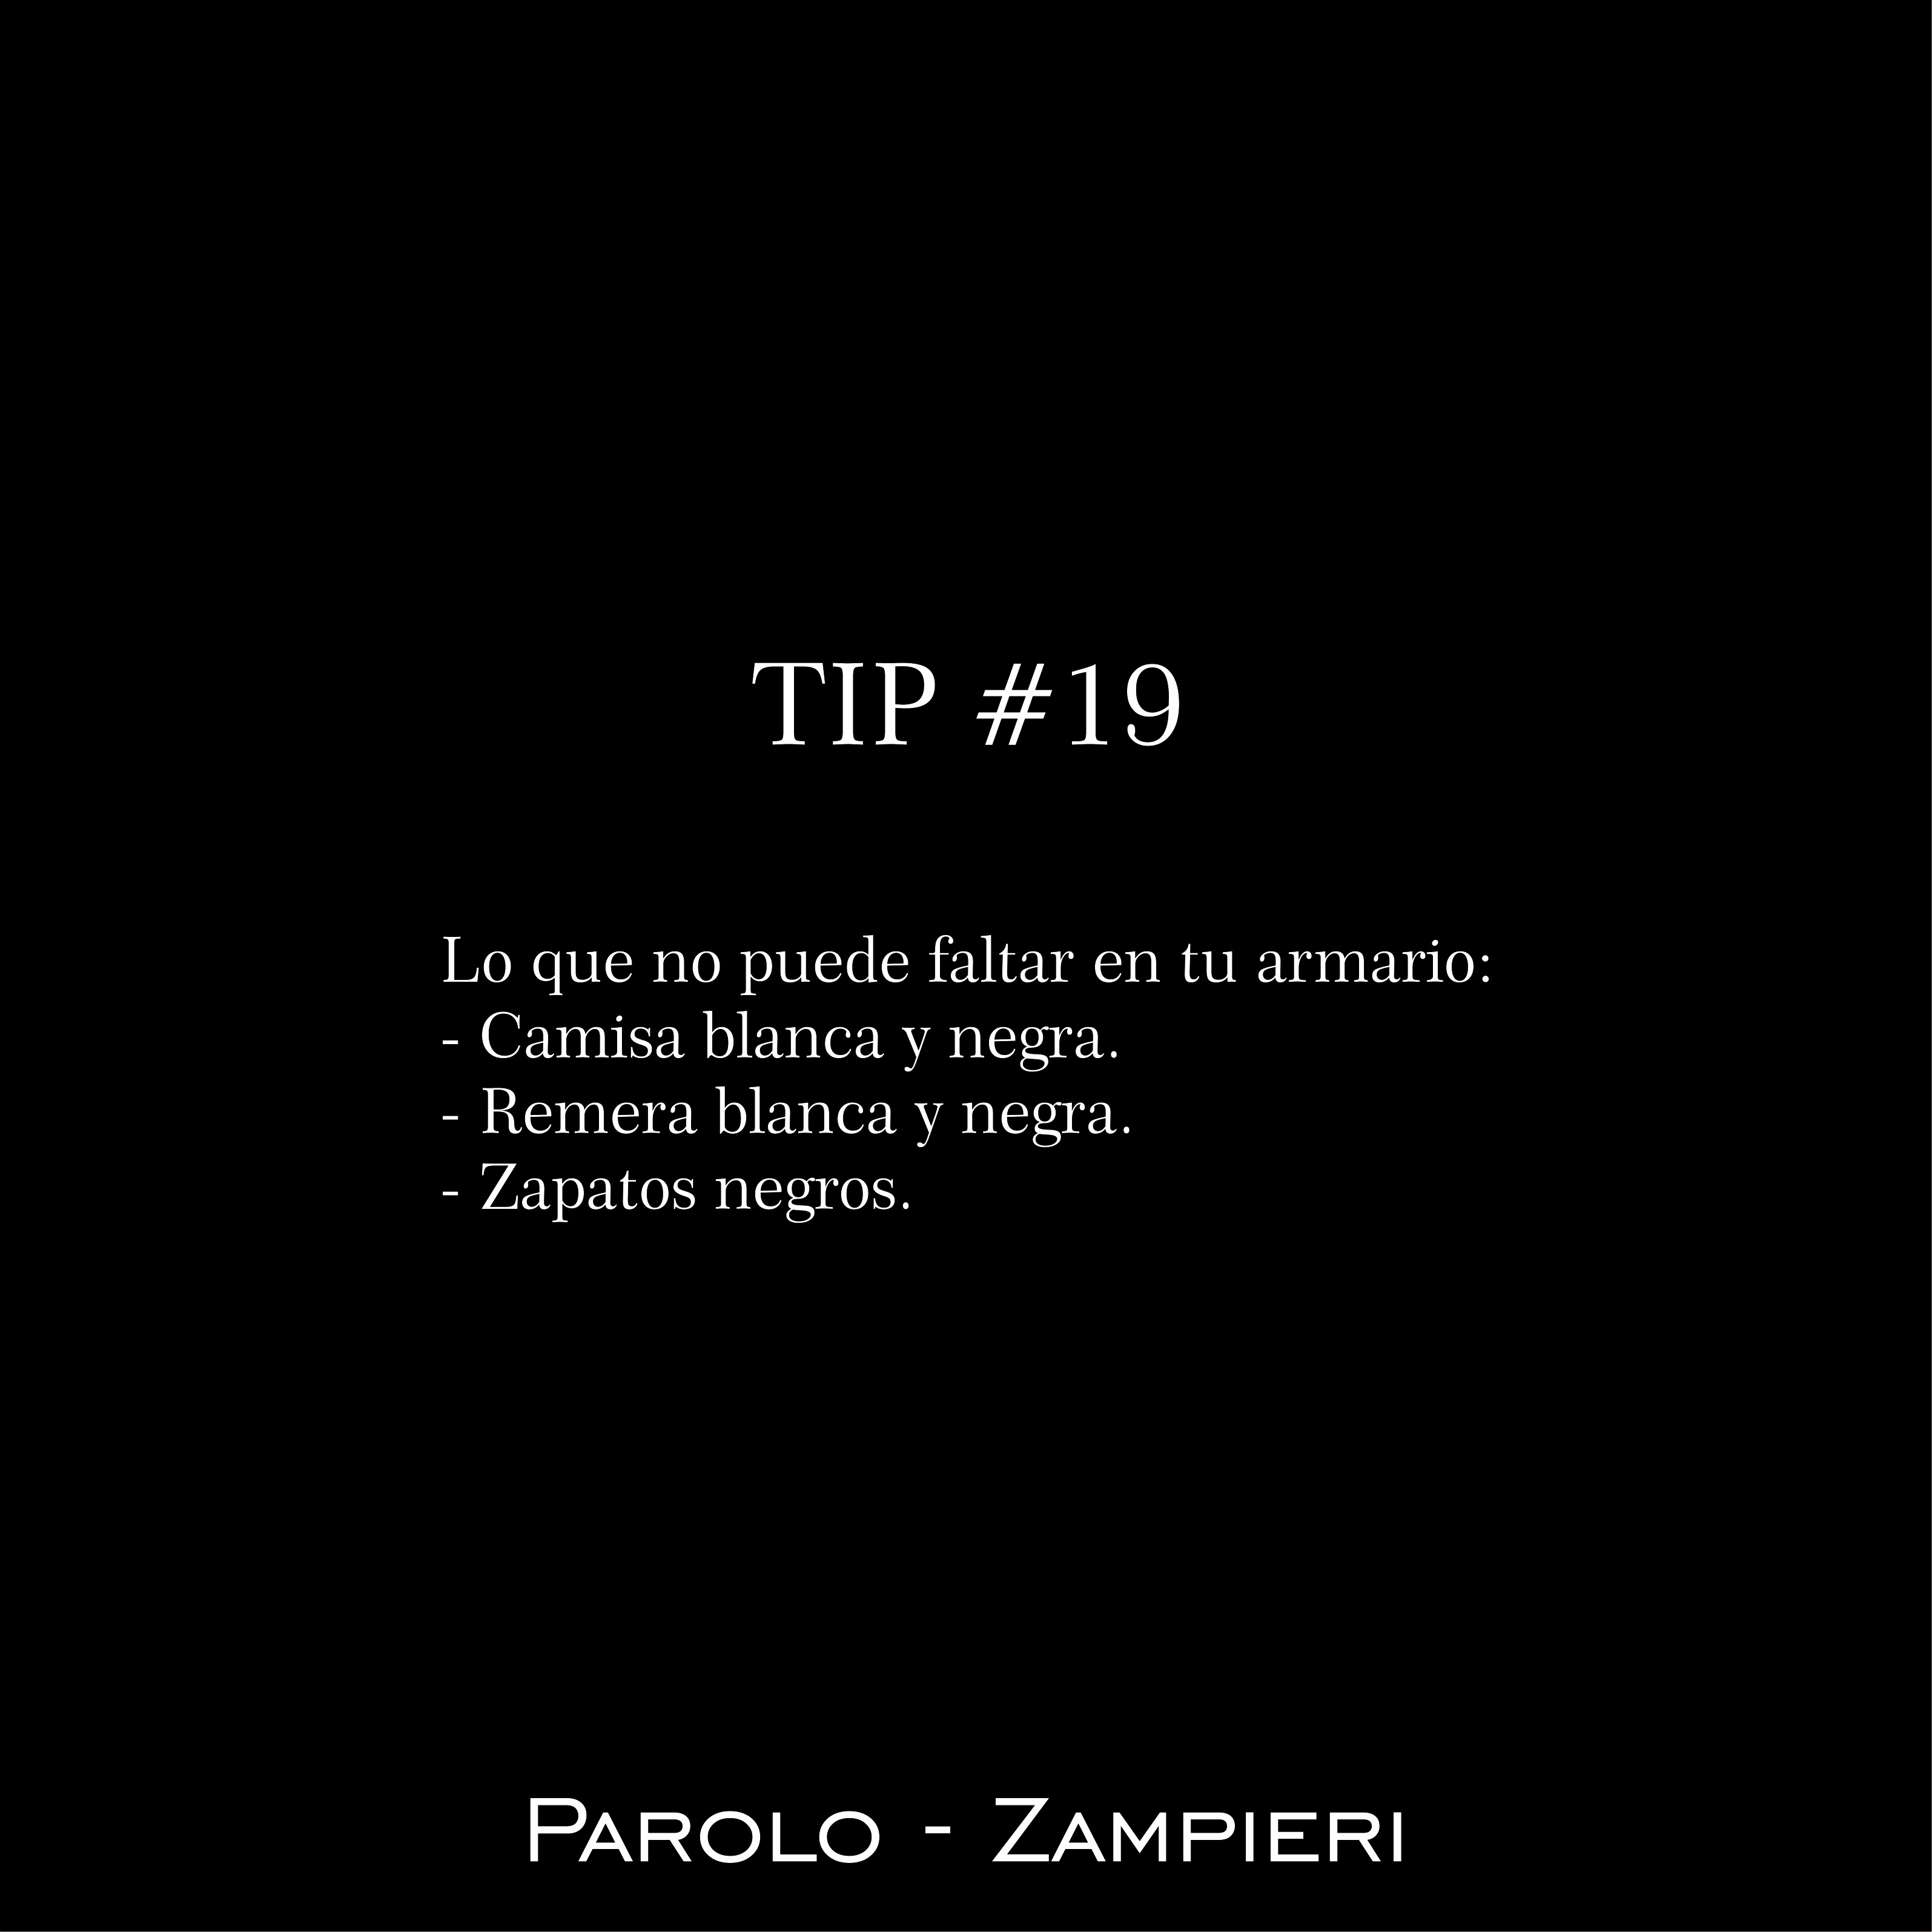 TIP #19
Lo que no puede faltar en tu armario:
- Camisa blanca y negra.
- Remera blanca y negra.
- Zapatos negros.
PAROLO - ZAMPIERI